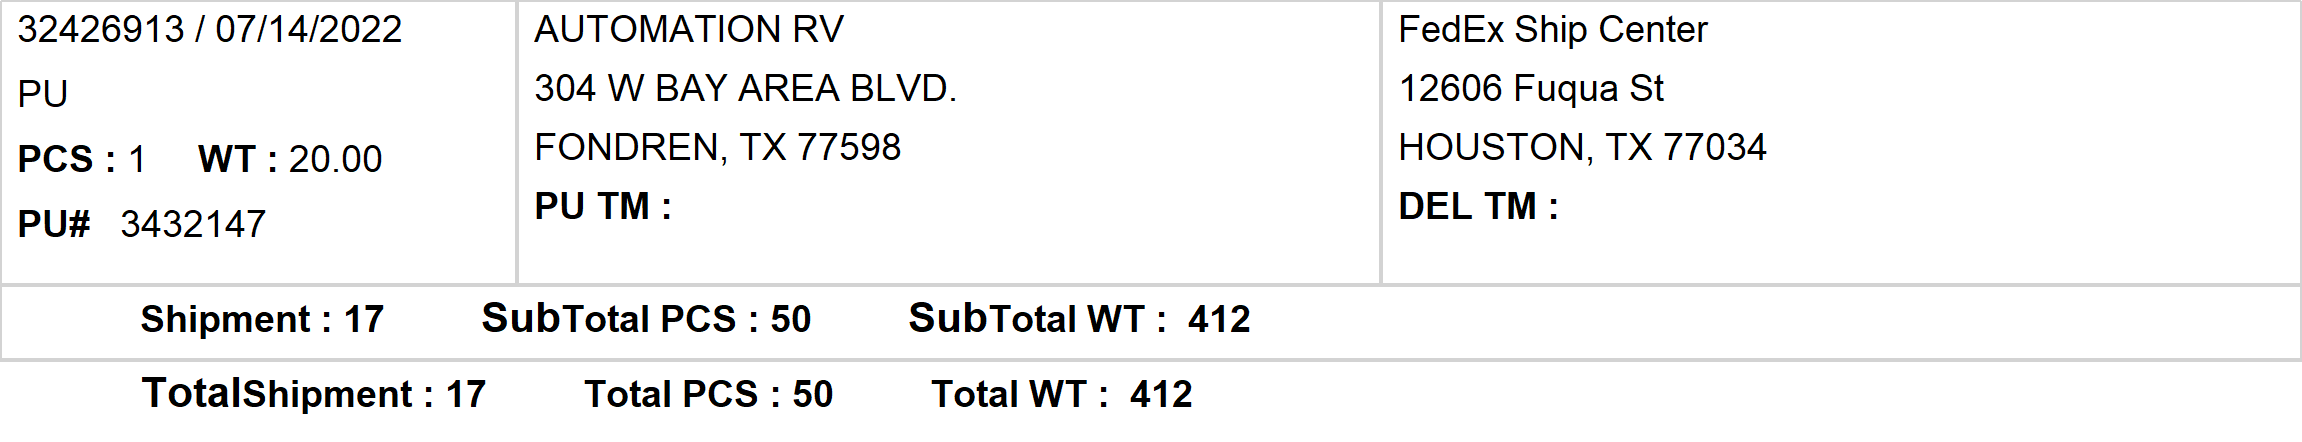 32426913 / 07/14/2022
PU
PCS : 1 WT : 20.00
PU# 3432147
AUTOMATION RV
304 W BAY AREA BLVD.
FONDREN, TX 77598
PU TM :
FedEx Ship Center
12606 Fuqua St
HOUSTON, TX 77034
DEL TM :
Shipment : 17 SubTotal PCS : 50 SubTotal WT : 412
TotalShipment : 17 Total PCS : 50 Total WT : 412